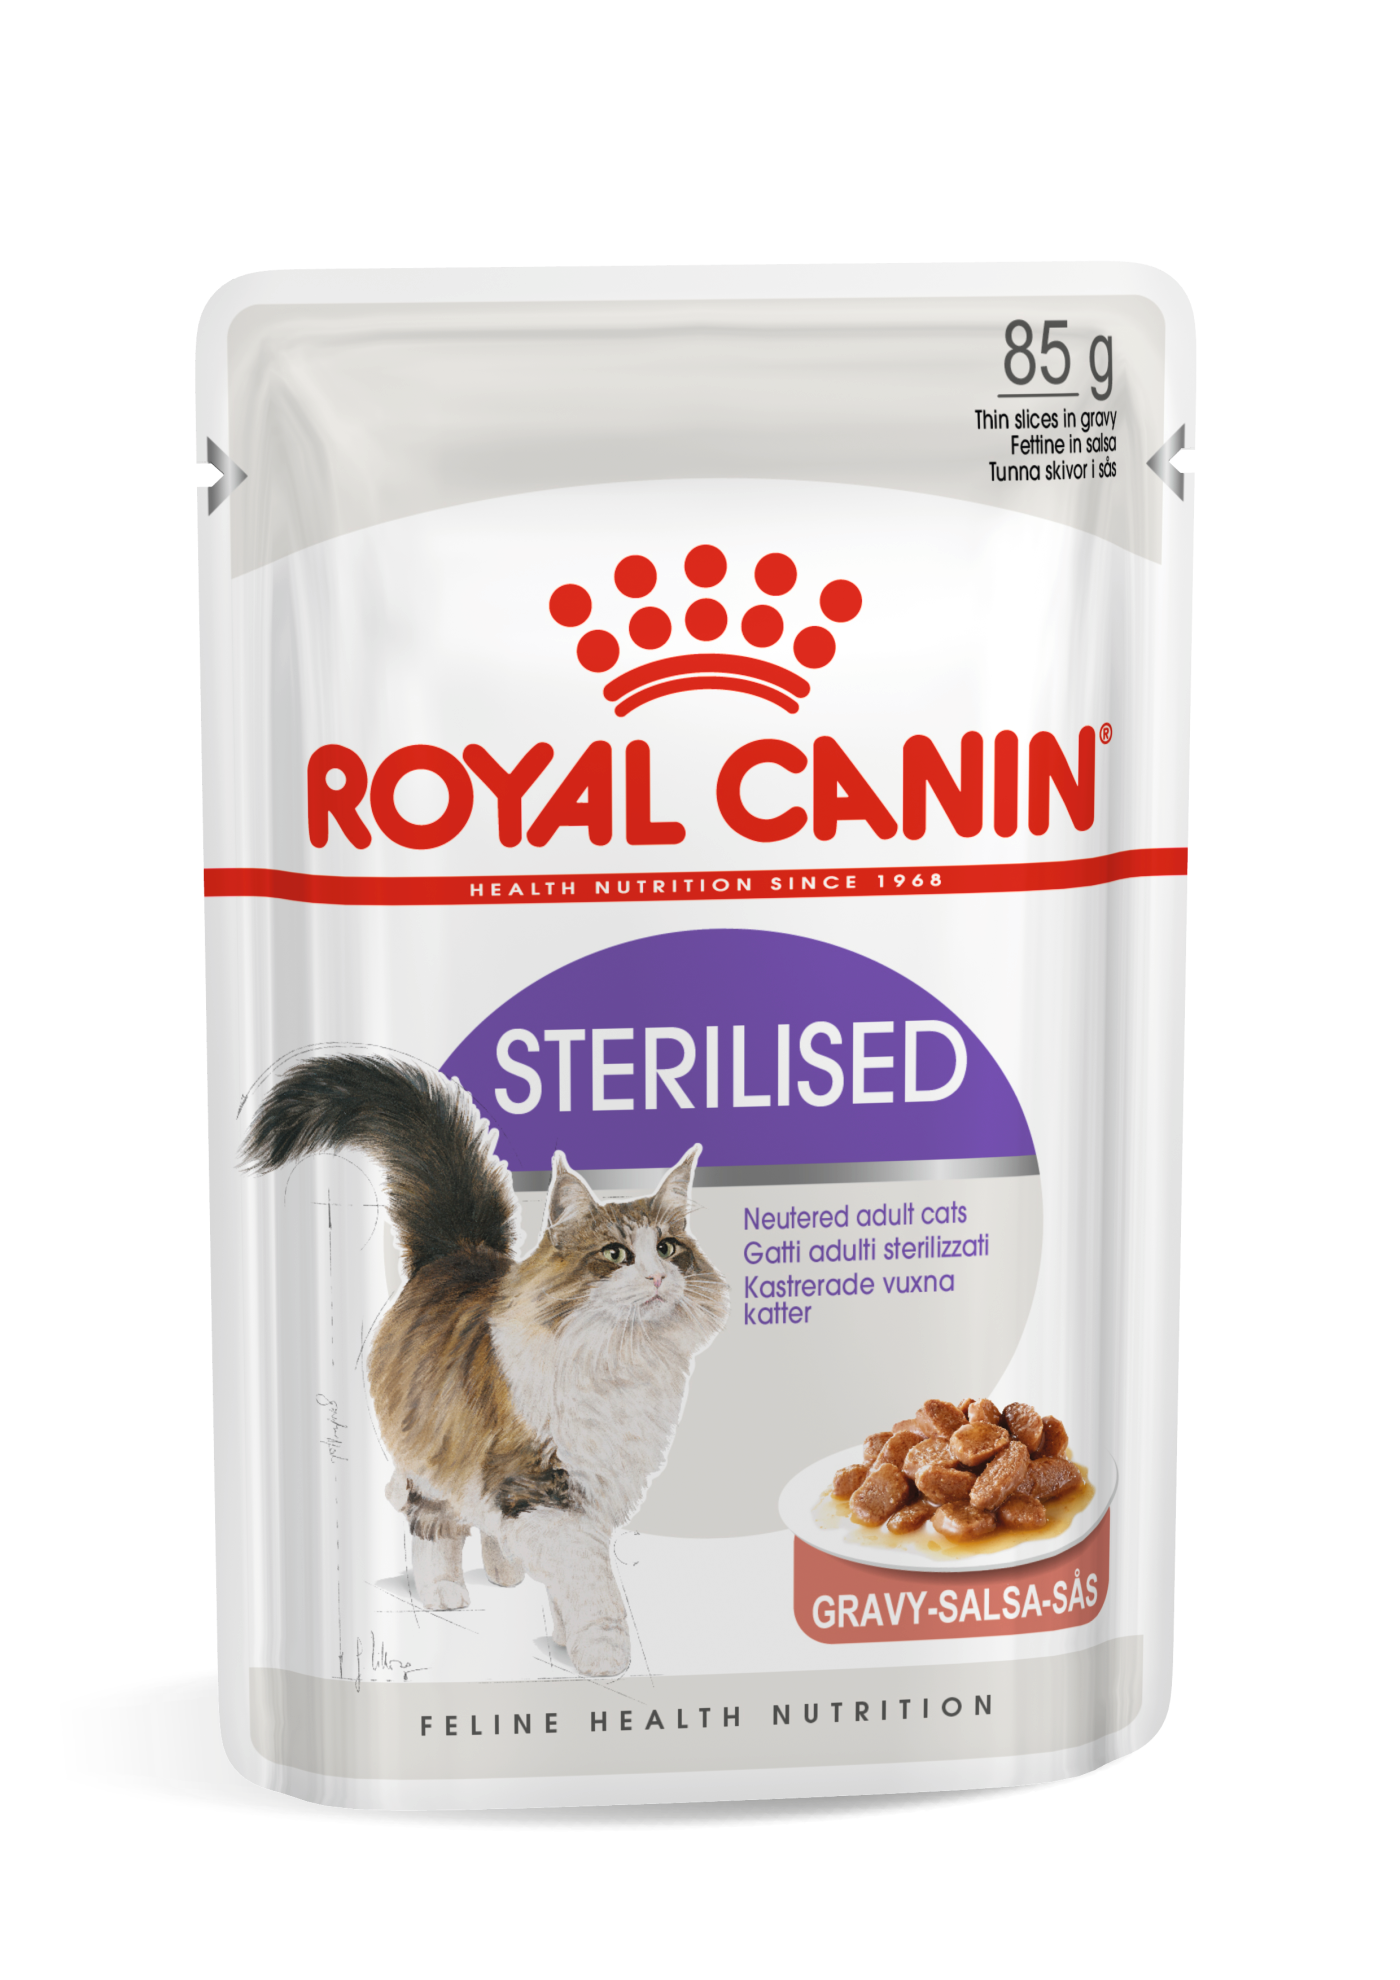 85 g
Thin slices in gravy
Fettine in salsa
Tunna skivor i sås
ROYAL CANIN®
HEALTH NUTRITION SINCE 1968
STERILISED
Neutered adult cats
Gatti adulti sterilizzati
Kastrerade vuxna
katter
GRAVY-SALSA-SÅS
FELINE HEALTH NUTRITION